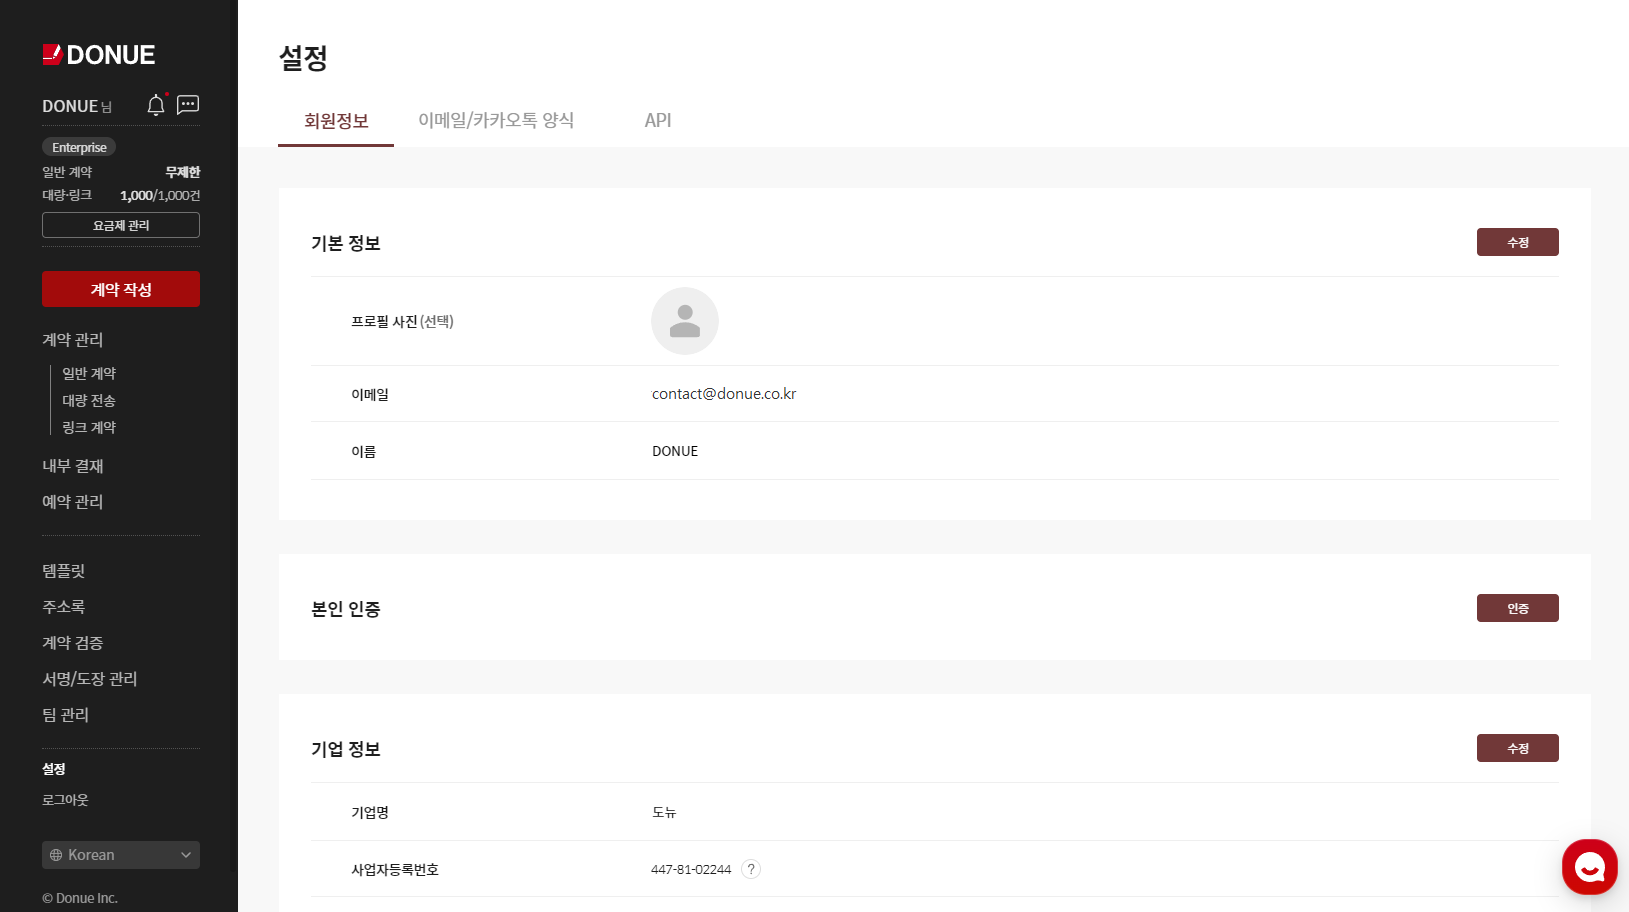 DONUE
DONUE 님
Enterprise
일반 계약 무제한
대량·링크 1,000/1,000건
요금제 관리
계약 작성
계약 관리
일반 계약
대량 전송
링크 계약
내부 결재
예약 관리
템플릿
주소록
계약 검증
서명/도장 관리
팀 관리
설정
로그아웃
Korean
© Donue Inc.
설정
회원정보 이메일/카카오톡 양식 API
기본 정보 수정
프로필 사진 (선택)
이메일 contact@donue.co.kr
이름 DONUE
본인 인증 인증
기업 정보 수정
기업명 도뉴
사업자등록번호 447-81-02244 ?